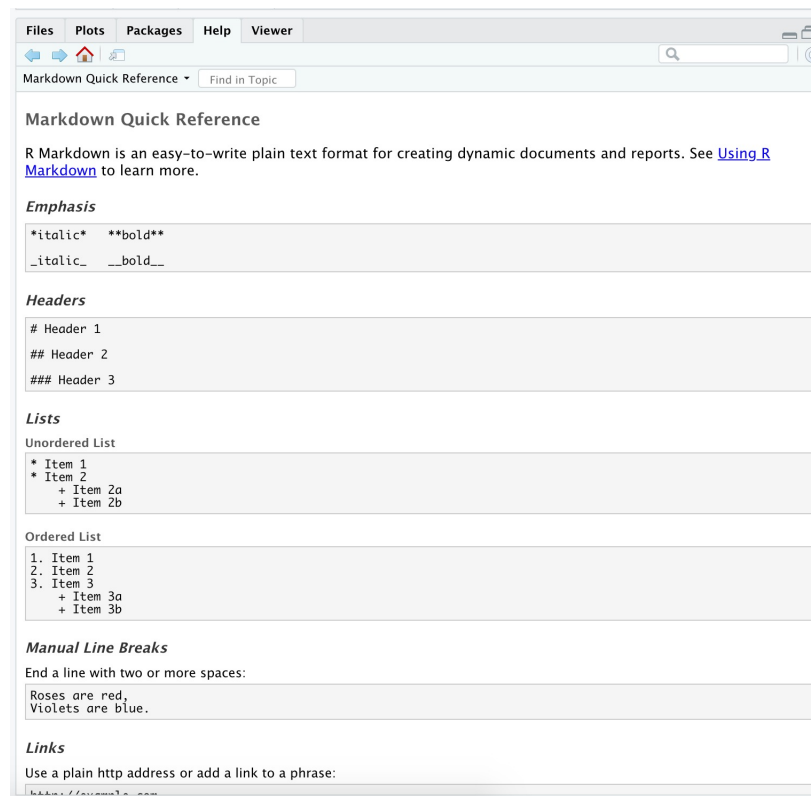 Files Plots Packages Help Viewer
Markdown Quick Reference Find in Topic
Markdown Quick Reference
R Markdown is an easy-to-write plain text format for creating dynamic documents and reports. See Using R
Markdown to learn more.
Emphasis
*italic*   **bold**
_italic_   __bold__
Headers
# Header 1
## Header 2
### Header 3
Lists
Unordered List
* Item 1
* Item 2
    + Item 2a
    + Item 2b
Ordered List
1. Item 1
2. Item 2
3. Item 3
    + Item 3a
    + Item 3b
Manual Line Breaks
End a line with two or more spaces:
Roses are red,
Violets are blue.
Links
Use a plain http address or add a link to a phrase:
http://example.com